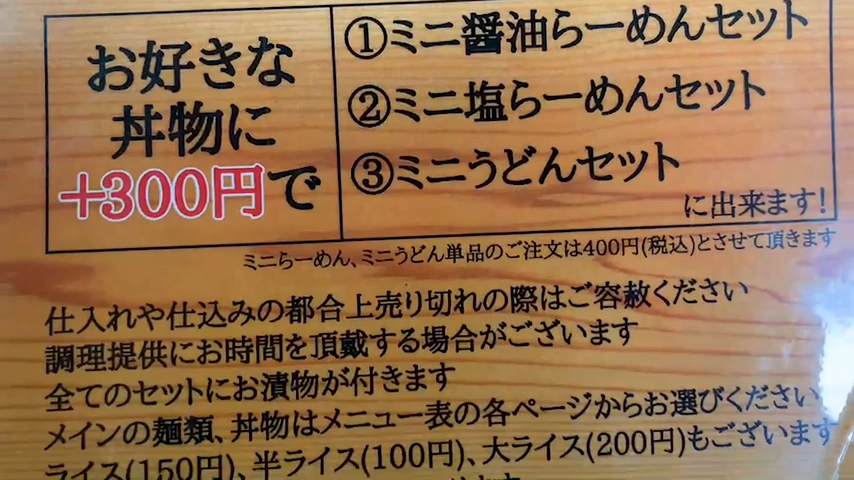 お好きな
丼物に
+300円で
①ミニ醤油らーめんセット
②ミニ塩らーめんセット
③ミニうどんセット
に出来ます!
ミニらーめん、ミニうどん単品のご注文は400円(税込)とさせて頂きます
仕入れや仕込みの都合上売り切れの際はご容赦ください
調理提供にお時間を頂戴する場合がございます
全てのセットにお漬物が付きます
メインの麺類、丼物はメニュー表の各ページからお選びください
ライス(150円)、半ライス(100円)、大ライス(200円)もございます